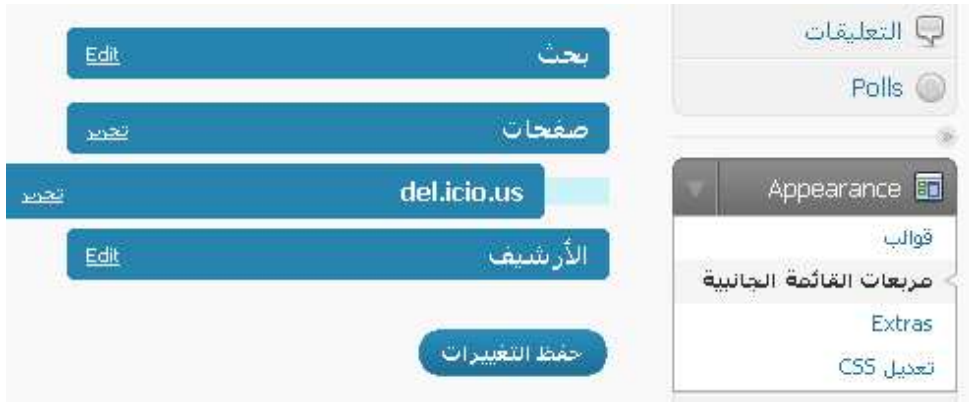 التعليقات
Polls
Appearance
قوالب
مربعات القائمة الجانبية
Extras
تعديل CSS
بحث Edit
صفحات تحرير
del.icio.us تحرير
الأرشيف Edit
حفظ التغييرات